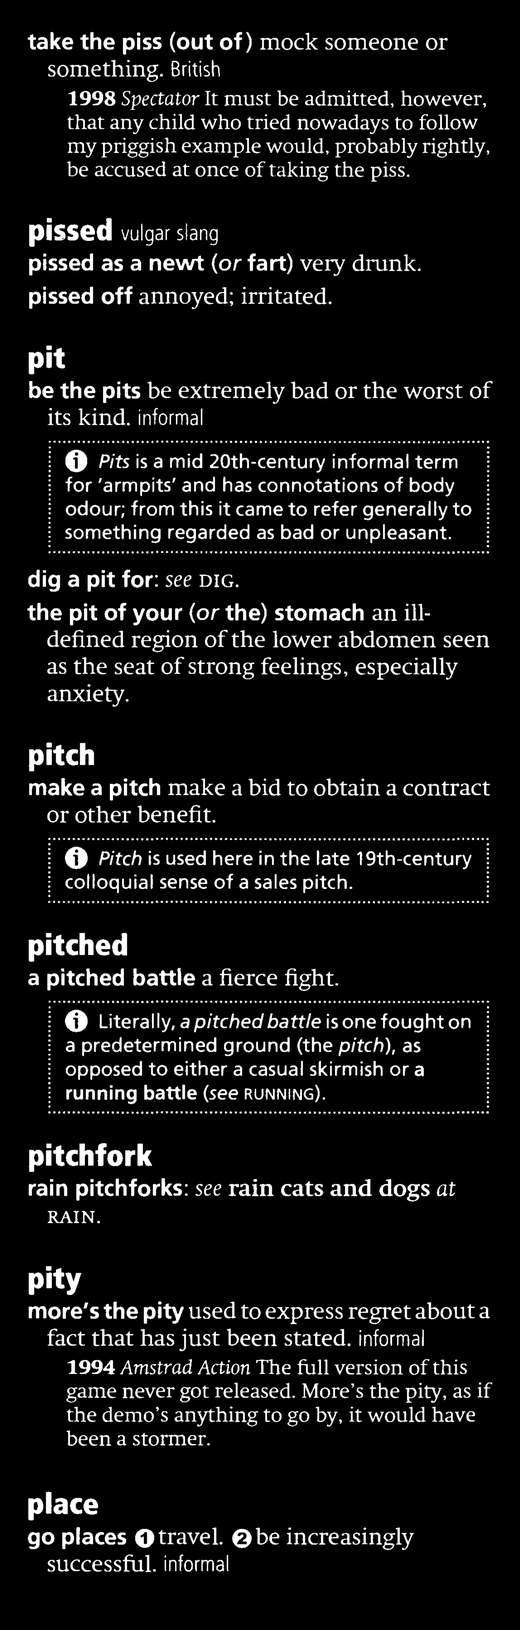 take the piss (out of) mock someone or
something. British
1998 Spectator It must be admitted, however,
that any child who tried nowadays to follow
my priggish example would, probably rightly,
be accused at once of taking the piss.
pissed vulgar slang
pissed as a newt (or fart) very drunk.
pissed off annoyed; irritated.
pit
be the pits be extremely bad or the worst of
its kind. informal
i Pits is a mid 20th-century informal term
for 'armpits' and has connotations of body
odour; from this it came to refer generally to
something regarded as bad or unpleasant.
dig a pit for: see DIG.
the pit of your (or the) stomach an ill-
defined region of the lower abdomen seen
as the seat of strong feelings, especially
anxiety.
pitch
make a pitch make a bid to obtain a contract
or other benefit.
i Pitch is used here in the late 19th-century
colloquial sense of a sales pitch.
pitched
a pitched battle a fierce fight.
i Literally, a pitched battle is one fought on
a predetermined ground (the pitch), as
opposed to either a casual skirmish or a
running battle (see RUNNING).
pitchfork
rain pitchforks: see rain cats and dogs at
RAIN.
pity
more's the pity used to express regret about a
fact that has just been stated. informal
1994 Amstrad Action The full version of this
game never got released. More's the pity, as if
the demo's anything to go by, it would have
been a stormer.
place
go places ❶ travel. ❷ be increasingly
successful. informal